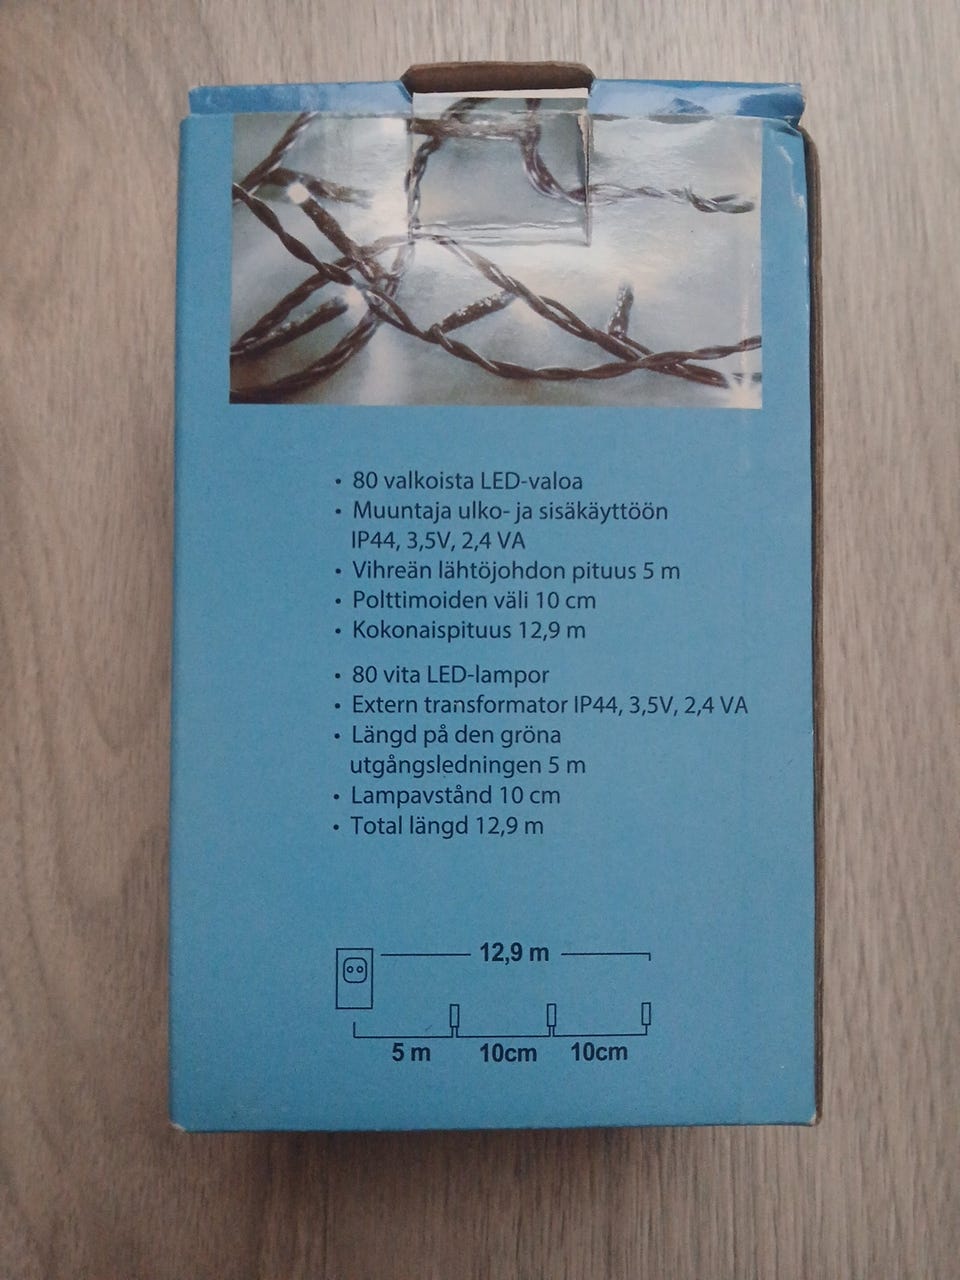 • 80 valkoista LED-valoa
• Muuntaja ulko- ja sisäkäyttöön
IP44, 3,5V, 2,4 VA
• Vihreän lähtöjohdon pituus 5 m
• Polttimoiden väli 10 cm
• Kokonaispituus 12,9 m
• 80 vita LED-lampor
• Extern transformator IP44, 3,5V, 2,4 VA
• Längd på den gröna
utgångsledningen 5 m
• Lampavstånd 10 cm
• Total längd 12,9 m
12,9 m
5 m 10cm 10cm